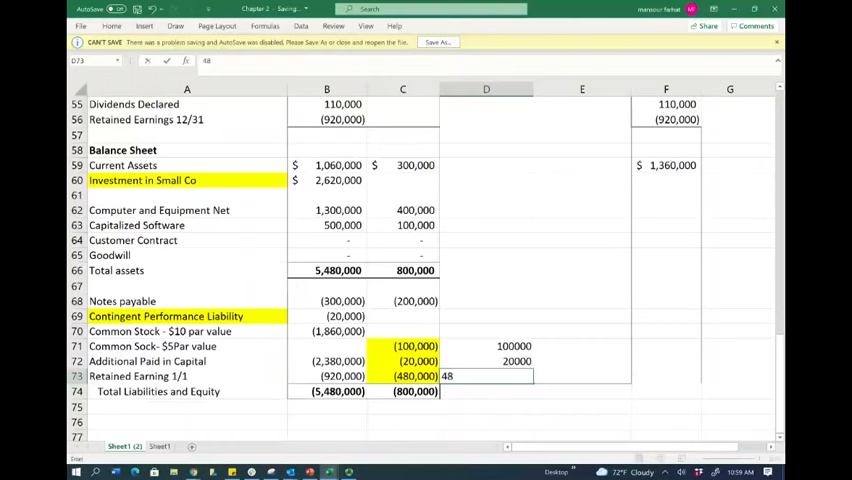 AutoSave Off Chapter 2 - Saving... Search mansour farhat MF
File Home Insert Draw Page Layout Formulas Data Review View Help Share Comments
CAN'T SAVE There was a problem saving and AutoSave was disabled. Please Save As or close and reopen the file. Save As...
D73 fx 48
A B C D E F G
55 Dividends Declared 110,000 110,000
56 Retained Earnings 12/31 (920,000) (920,000)
57
58 Balance Sheet
59 Current Assets $ 1,060,000 $ 300,000 $ 1,360,000
60 Investment in Small Co $ 2,620,000
61
62 Computer and Equipment Net 1,300,000 400,000
63 Capitalized Software 500,000 100,000
64 Customer Contract - -
65 Goodwill - -
66 Total assets 5,480,000 800,000
67
68 Notes payable (300,000) (200,000)
69 Contingent Performance Liability (20,000)
70 Common Stock - $10 par value (1,860,000)
71 Common Sock- $5Par value (100,000) 100000
72 Additional Paid in Capital (2,380,000) (20,000) 20000
73 Retained Earning 1/1 (920,000) (480,000) 48
74 Total Liabilities and Equity (5,480,000) (800,000)
75
76
77
Sheet1 (2) Sheet1
Enter
Desktop 72°F Cloudy 10:59 AM